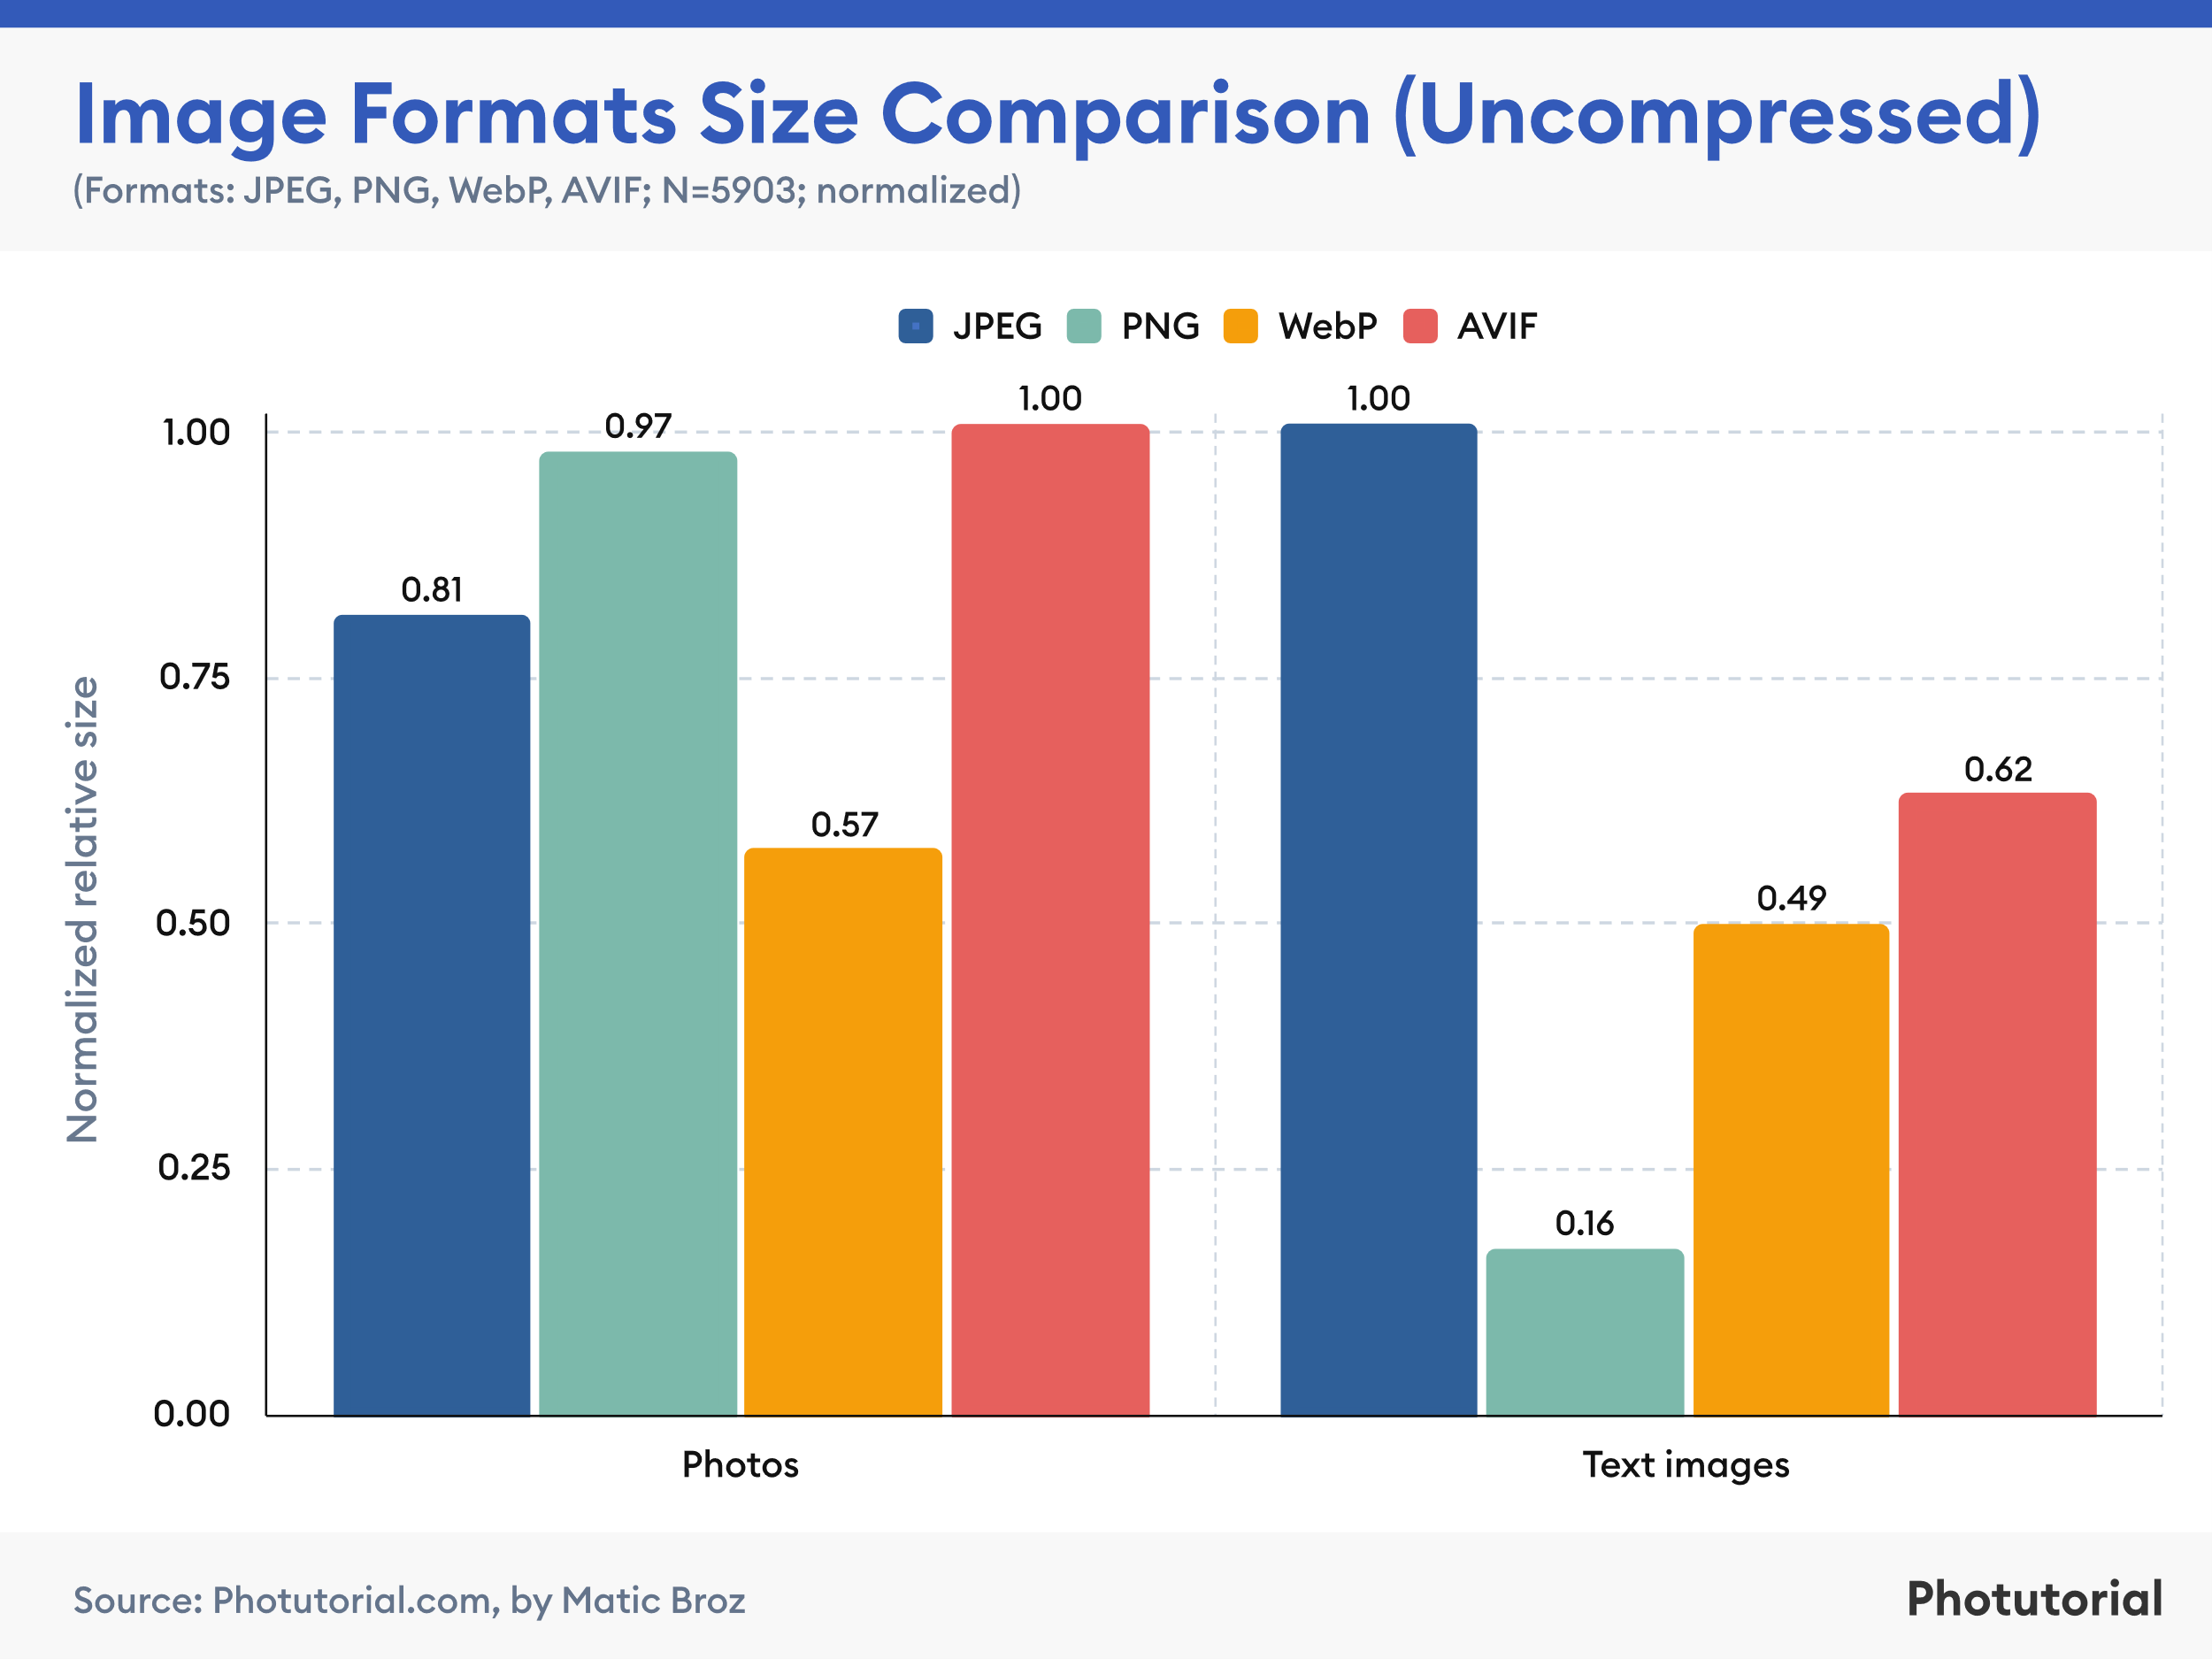 Image Formats Size Comparison (Uncompressed)
(Formats: JPEG, PNG, WebP, AVIF; N=5903; normalized)
JPEG PNG WebP AVIF
1.00
0.75
0.50
0.25
0.00
Normalized relative size
0.81
0.97
0.57
1.00
1.00
0.16
0.49
0.62
Photos
Text images
Source: Phututorial.com, by Matic Broz
Phutorial